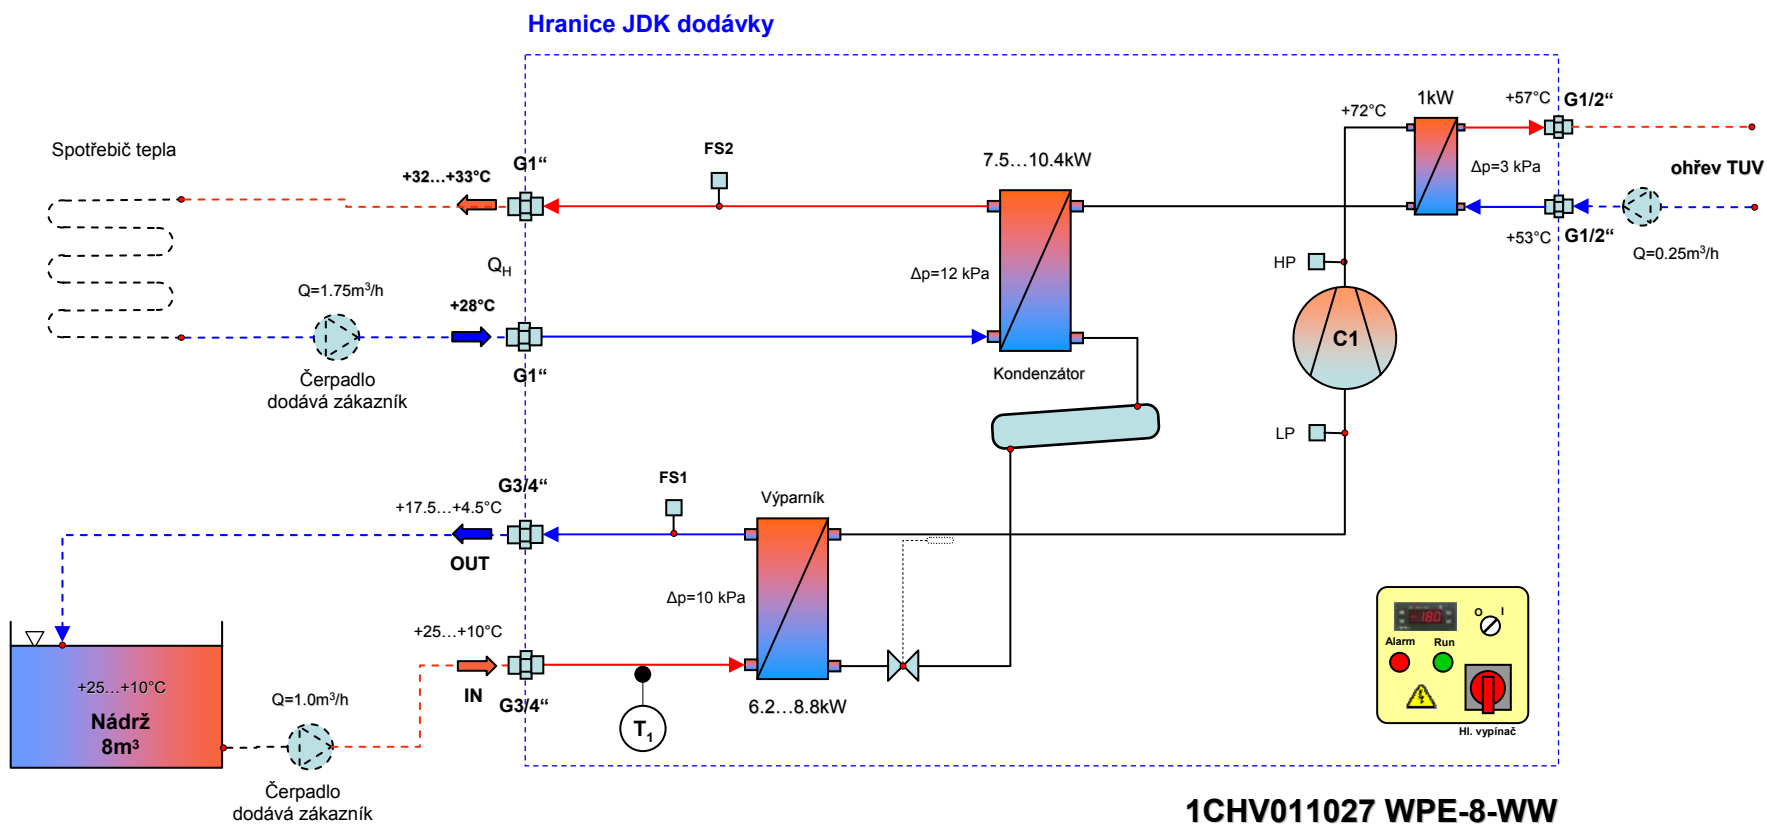 Hranice JDK dodávky
Spotřebič tepla
+32…+33°C
G1“
FS2
7.5…10.4kW
+72°C
1kW
+57°C
G1/2“
Δp=3 kPa
ohřev TUV
+53°C
G1/2“
Q=0.25m³/h
Q=1.75m³/h
QH
+28°C
G1“
Δp=12 kPa
HP
C1
Čerpadlo
dodává zákazník
Kondenzátor
LP
+17.5…+4.5°C
G3/4“
FS1
Výparník
OUT
Δp=10 kPa
+25…+10°C
IN
G3/4“
T1
6.2…8.8kW
+25…+10°C
Nádrž
8m³
Q=1.0m³/h
Čerpadlo
dodává zákazník
-180
O I
Alarm Run
Hl. vypínač
1CHV011027 WPE-8-WW